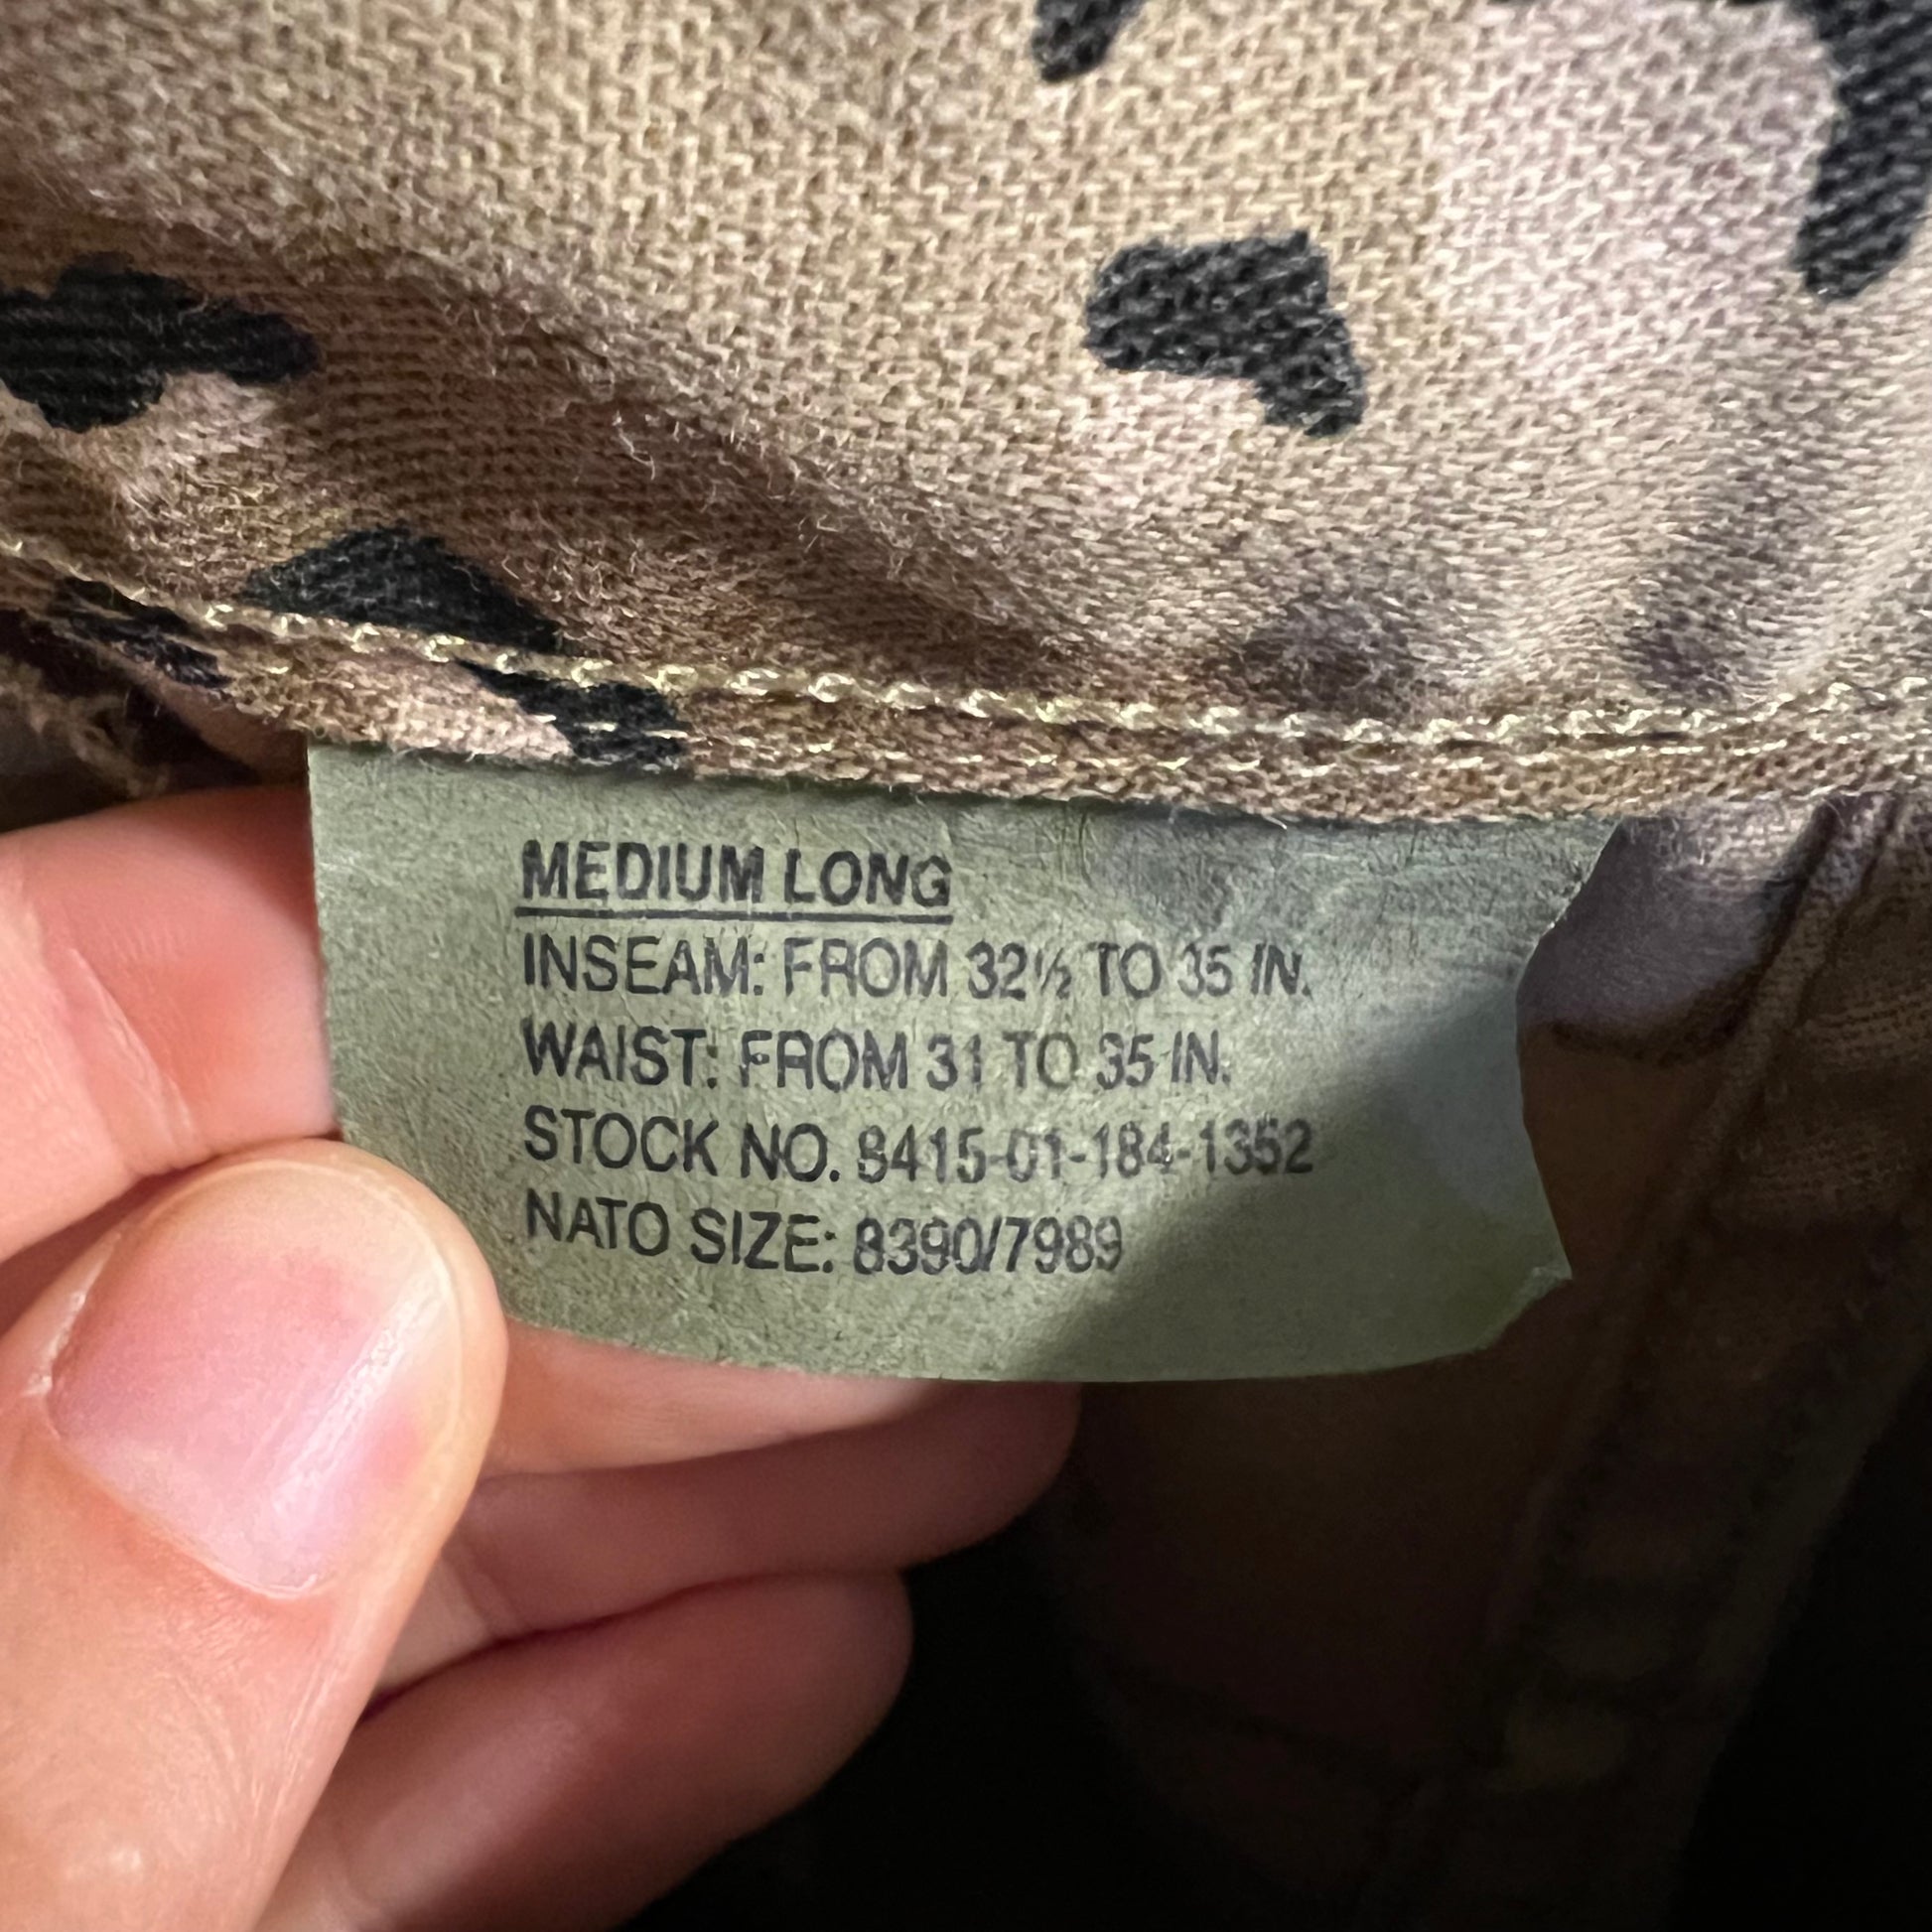 MEDIUM LONG
INSEAM: FROM 32½ TO 35 IN.
WAIST: FROM 31 TO 35 IN.
STOCK NO. 8415-01-184-1352
NATO SIZE: 8390/7989